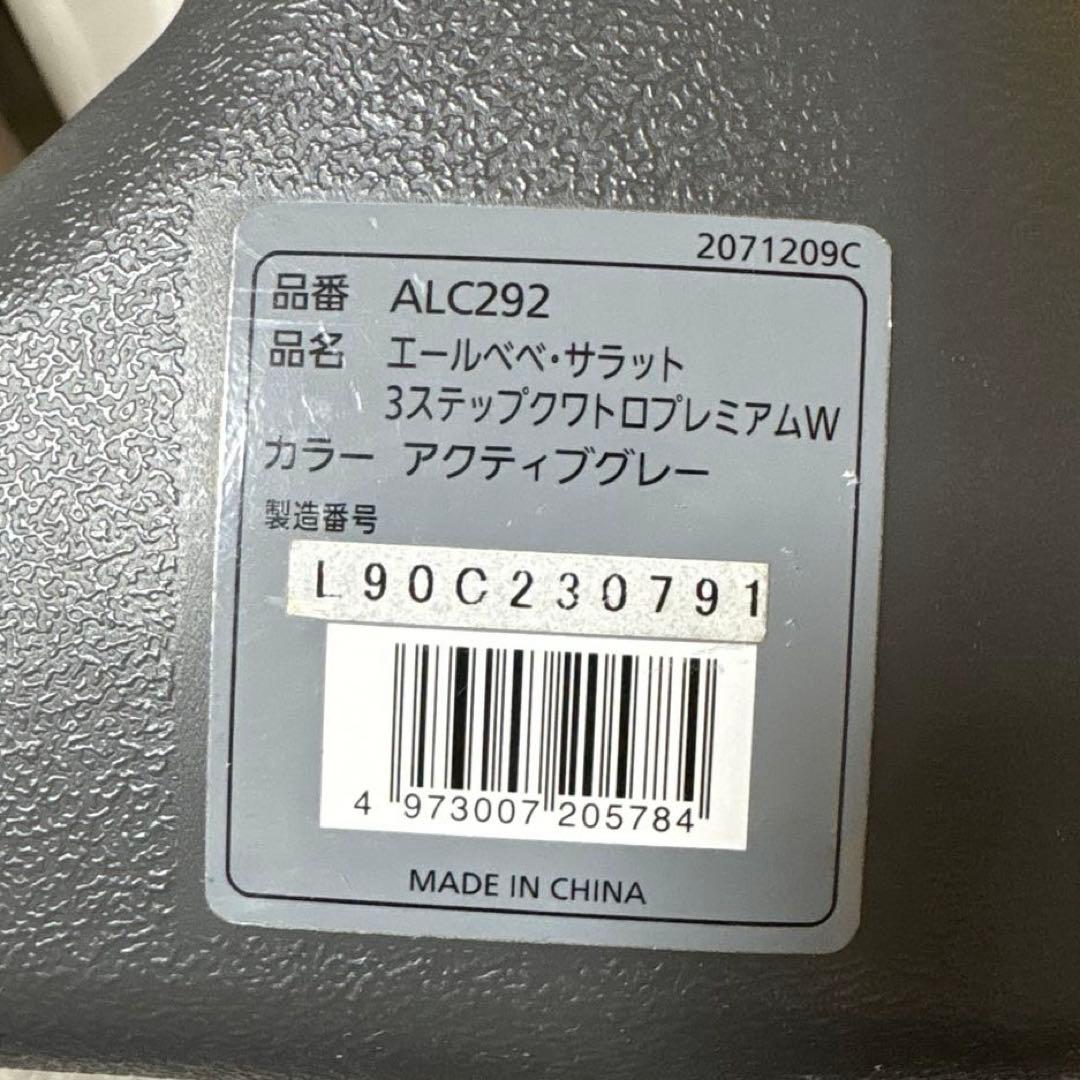 2071209C
品番 ALC292
品名 エールベベ・サラット
3ステップクワトロプレミアムW
カラー アクティブグレー
製造番号
L90C230791
4 973007 205784
MADE IN CHINA